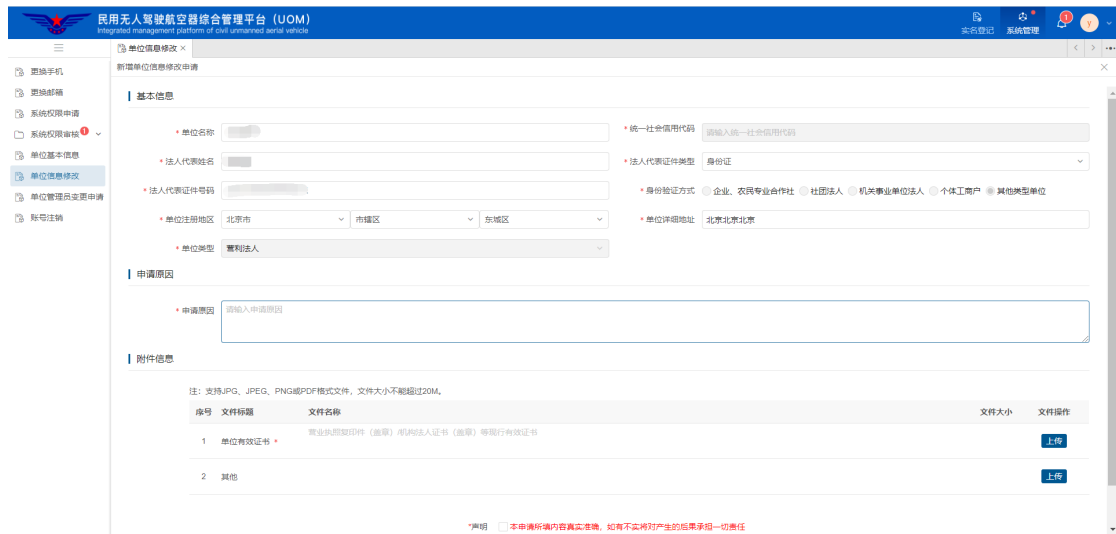 民用无人驾驶航空器综合管理平台（UOM）
Integrated management platform of civil unmanned aerial vehicle
实名登记 系统管理 1 y
单位信息修改 ×
更换手机
更换邮箱
系统权限申请
系统权限审核 1
单位基本信息
单位信息修改
单位管理员变更申请
账号注销
新增单位信息修改申请
基本信息
* 单位名称
* 统一社会信用代码 请输入统一社会信用代码
* 法人代表姓名
* 法人代表证件类型 身份证
* 法人代表证件号码
* 身份验证方式 企业、农民专业合作社 社团法人 机关事业单位法人 个体工商户 其他类型单位
* 单位注册地区 北京市 市辖区 东城区
* 单位详细地址 北京北京北京
* 单位类型 营利法人
申请原因
* 申请原因 请输入申请原因
附件信息
注：支持JPG、JPEG、PNG或PDF格式文件，文件大小不能超过20M。
序号 文件标题 文件名称 文件大小 文件操作
1 单位有效证书 * 营业执照复印件（盖章）/机构法人证书（盖章）等现行有效证书 上传
2 其他 上传
*声明 本申请所填内容真实准确，如有不实将对产生的后果承担一切责任